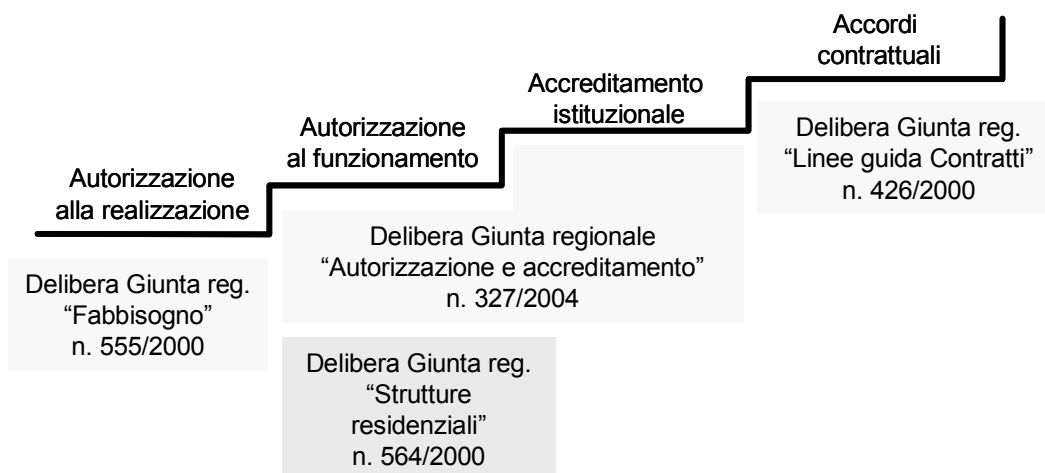 Accordi
contrattuali
Accreditamento
istituzionale
Autorizzazione
al funzionamento
Autorizzazione
alla realizzazione
Delibera Giunta reg.
“Linee guida Contratti”
n. 426/2000
Delibera Giunta regionale
“Autorizzazione e accreditamento”
n. 327/2004
Delibera Giunta reg.
“Fabbisogno”
n. 555/2000
Delibera Giunta reg.
“Strutture
residenziali”
n. 564/2000